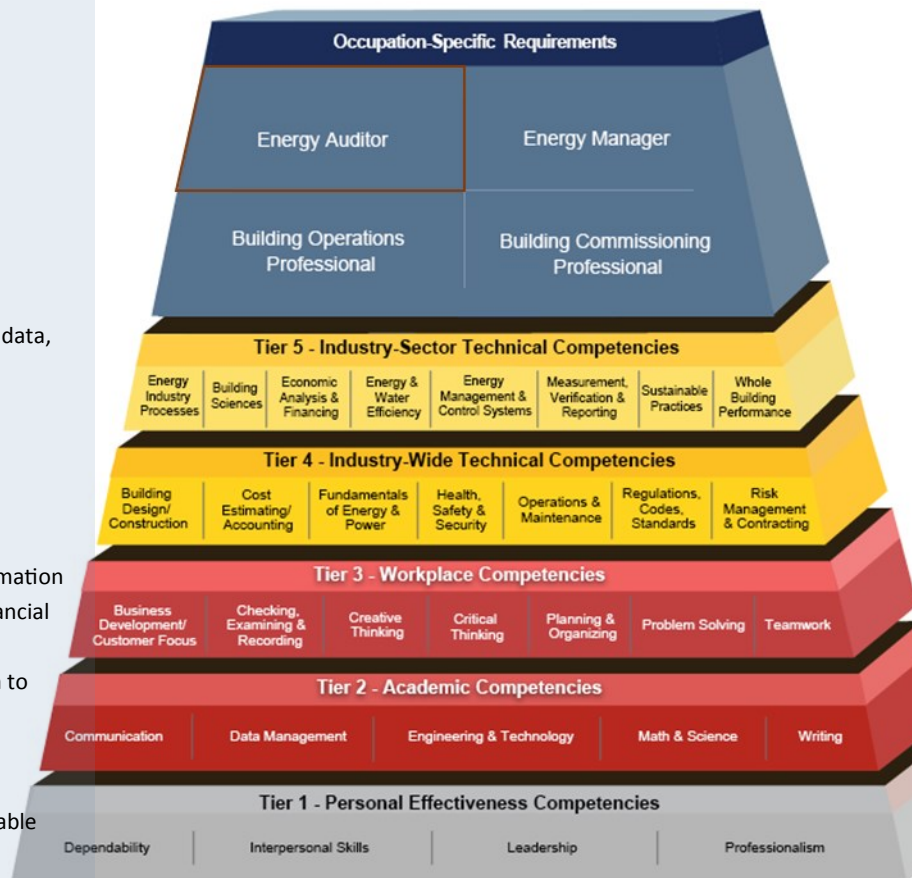 Occupation-Specific Requirements
Energy Auditor
Energy Manager
Building Operations
Professional
Building Commissioning
Professional
data,
Tier 5 - Industry-Sector Technical Competencies
Energy
Industry
Processes
Building
Sciences
Economic
Analysis &
Financing
Energy &
Water
Efficiency
Energy
Management &
Control Systems
Measurement,
Verification &
Reporting
Sustainable
Practices
Whole
Building
Performance
Tier 4 - Industry-Wide Technical Competencies
Building
Design/
Construction
Cost
Estimating/
Accounting
Fundamentals
of Energy &
Power
Health,
Safety &
Security
Operations &
Maintenance
Regulations,
Codes,
Standards
Risk
Management
& Contracting
mation
ancial
Tier 3 - Workplace Competencies
Business
Development/
Customer Focus
Checking,
Examining &
Recording
Creative
Thinking
Critical
Thinking
Planning &
Organizing
Problem Solving
Teamwork
to
Tier 2 - Academic Competencies
Communication
Data Management
Engineering & Technology
Math & Science
Writing
Tier 1 - Personal Effectiveness Competencies
able
Dependability
Interpersonal Skills
Leadership
Professionalism